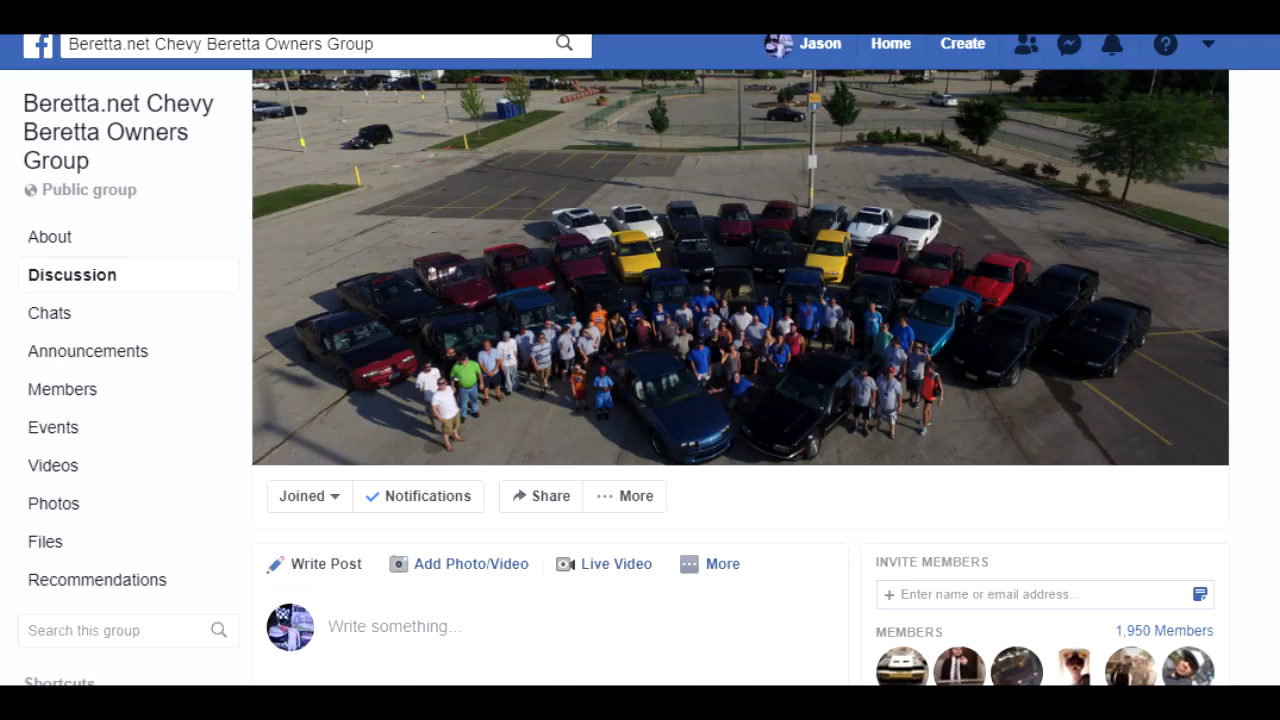 Beretta.net Chevy Beretta Owners Group
Jason
Home
Create
Beretta.net Chevy
Beretta Owners
Group
Public group
About
Discussion
Chats
Announcements
Members
Events
Videos
Photos
Files
Recommendations
Search this group
Shortcuts
Joined
Notifications
Share
More
Write Post
Add Photo/Video
Live Video
More
Write something...
INVITE MEMBERS
+ Enter name or email address...
MEMBERS
1,950 Members